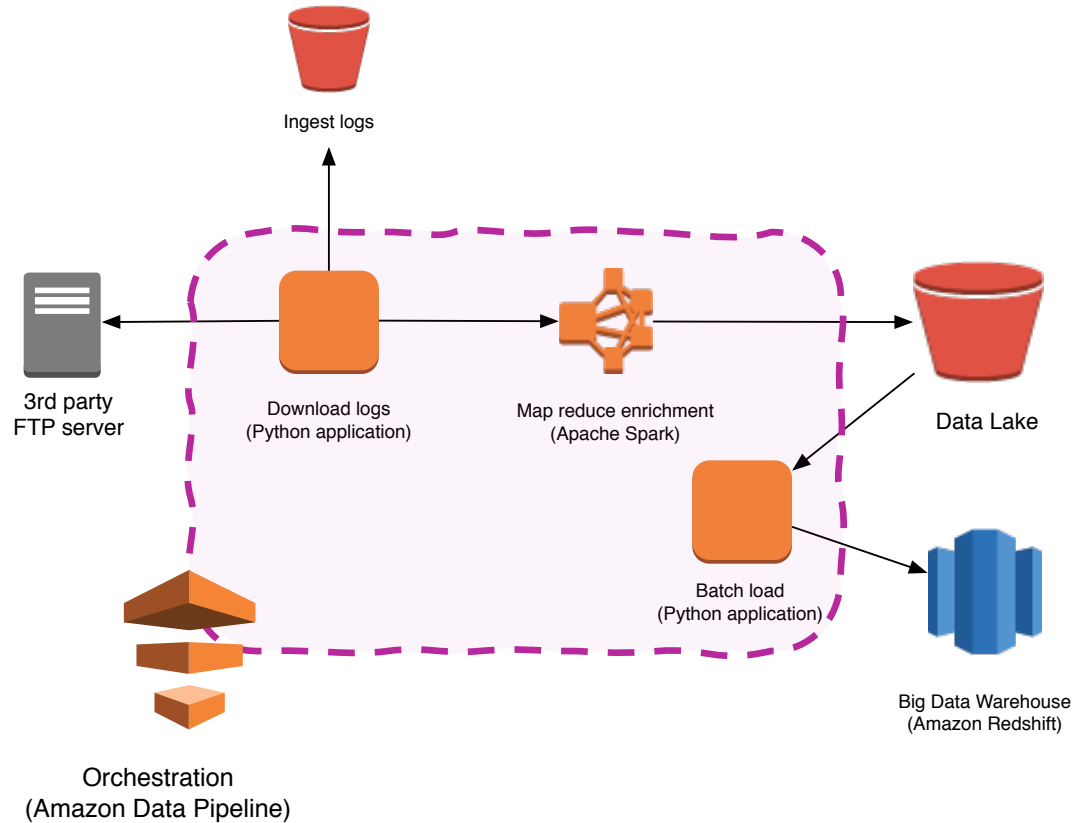 Ingest logs
3rd party
FTP server
Download logs
(Python application)
Map reduce enrichment
(Apache Spark)
Data Lake
Batch load
(Python application)
Big Data Warehouse
(Amazon Redshift)
Orchestration
(Amazon Data Pipeline)